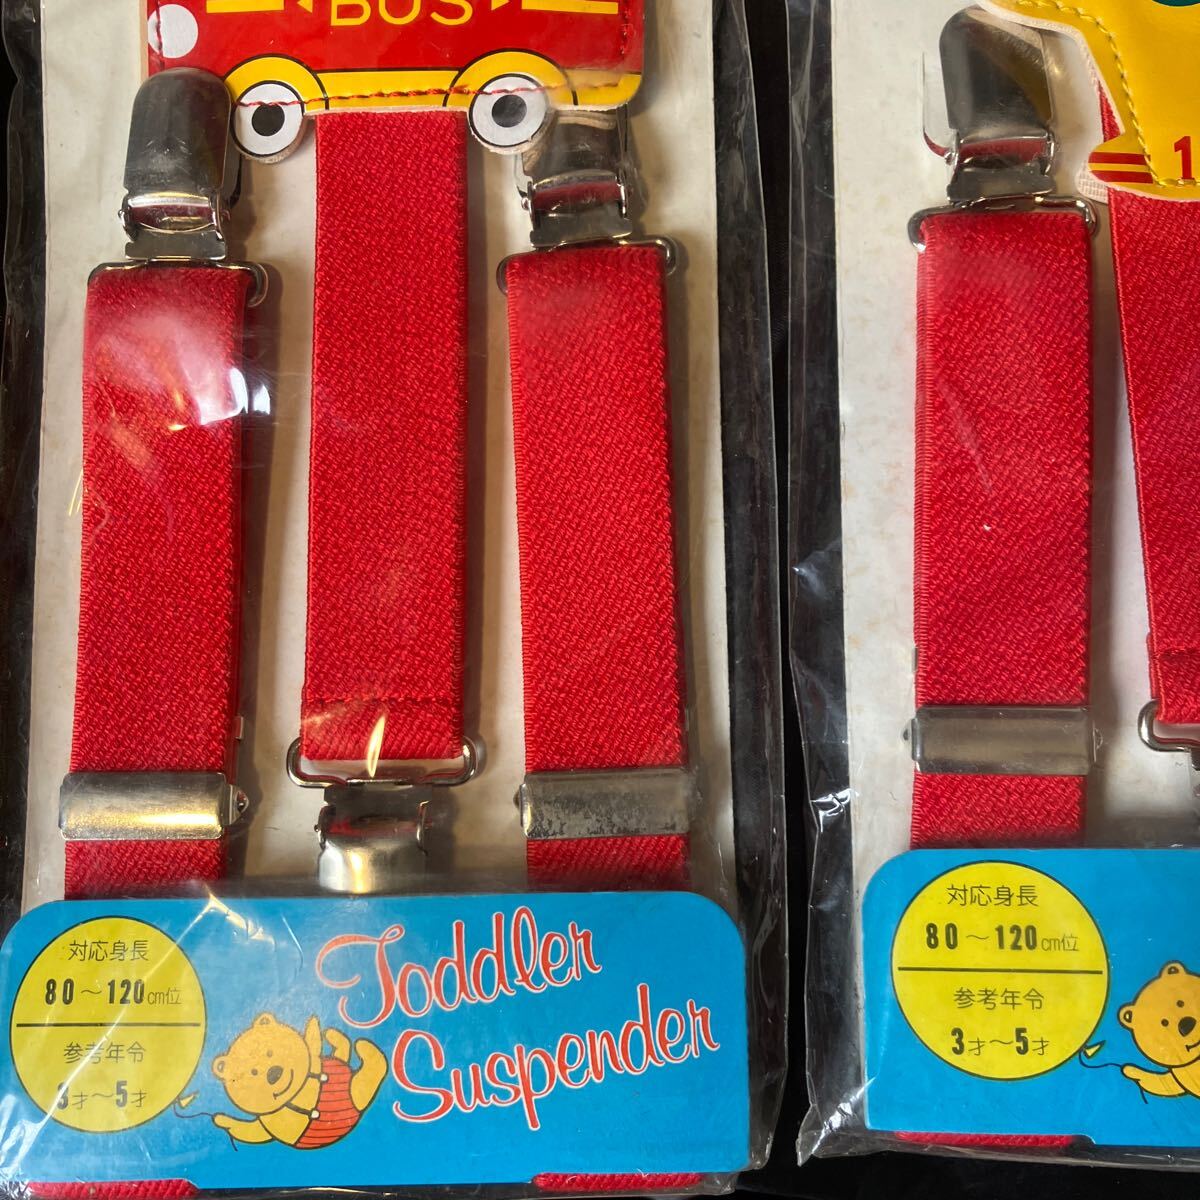 BUS
1
対応身長
80～120cm位
参考年令
3才～5才
Toddler
Suspender
対応身長
80～120cm位
参考年令
3才～5才